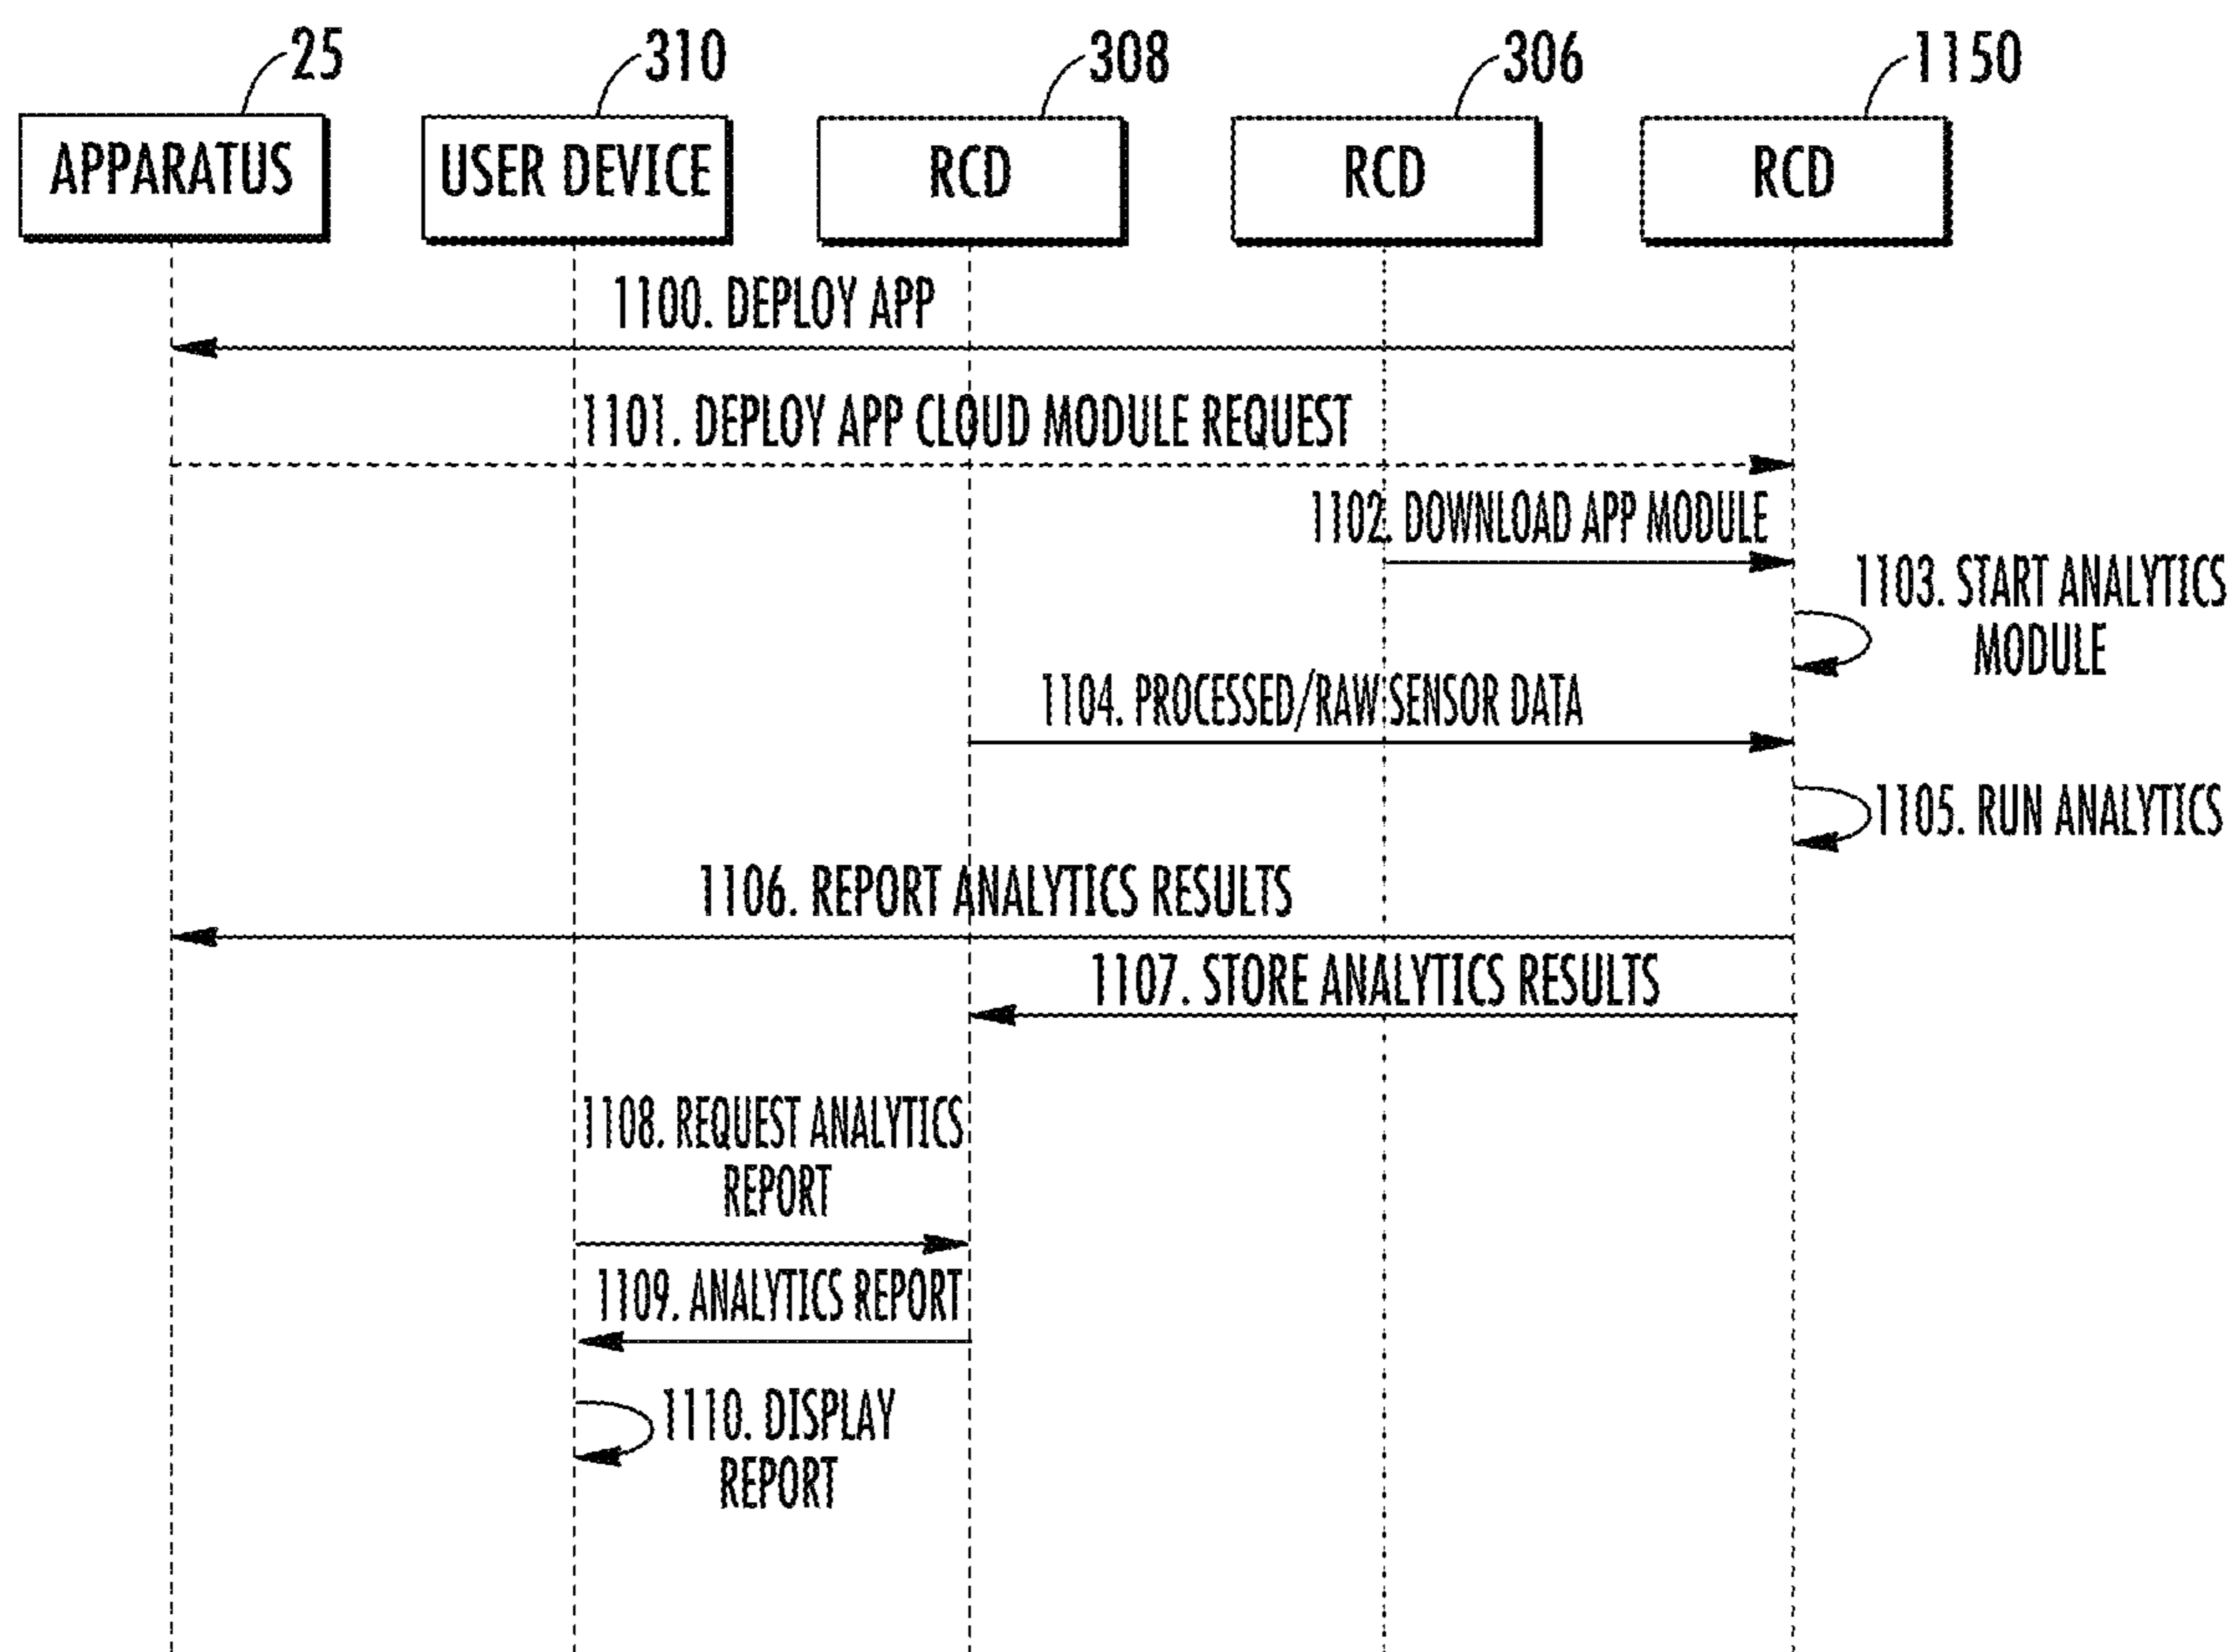 25
310
308
306
1150
APPARATUS
USER DEVICE
RCD
RCD
RCD
1100. DEPLOY APP
1101. DEPLOY APP CLOUD MODULE REQUEST
1102. DOWNLOAD APP MODULE
1103. START ANALYTICS
MODULE
1104. PROCESSED/RAW SENSOR DATA
1105. RUN ANALYTICS
1106. REPORT ANALYTICS RESULTS
1107. STORE ANALYTICS RESULTS
1108. REQUEST ANALYTICS
REPORT
1109. ANALYTICS REPORT
1110. DISPLAY
REPORT